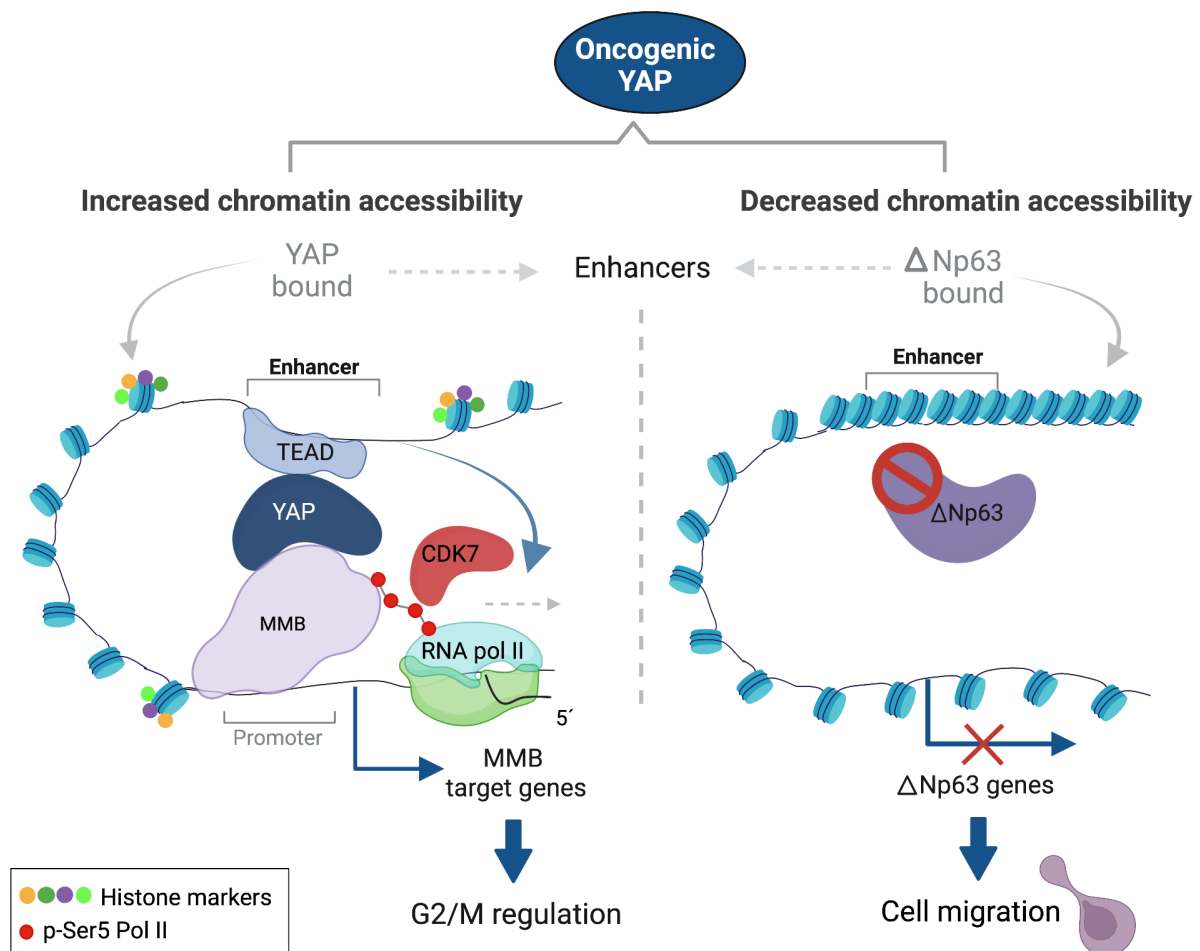 Oncogenic
YAP
Increased chromatin accessibility
Decreased chromatin accessibility
YAP
bound
Enhancers
ΔNp63
bound
Enhancer
TEAD
YAP
CDK7
MMB
RNA pol II
5´
Promoter
MMB
target genes
G2/M regulation
Enhancer
ΔNp63
ΔNp63 genes
Cell migration
Histone markers
p-Ser5 Pol II